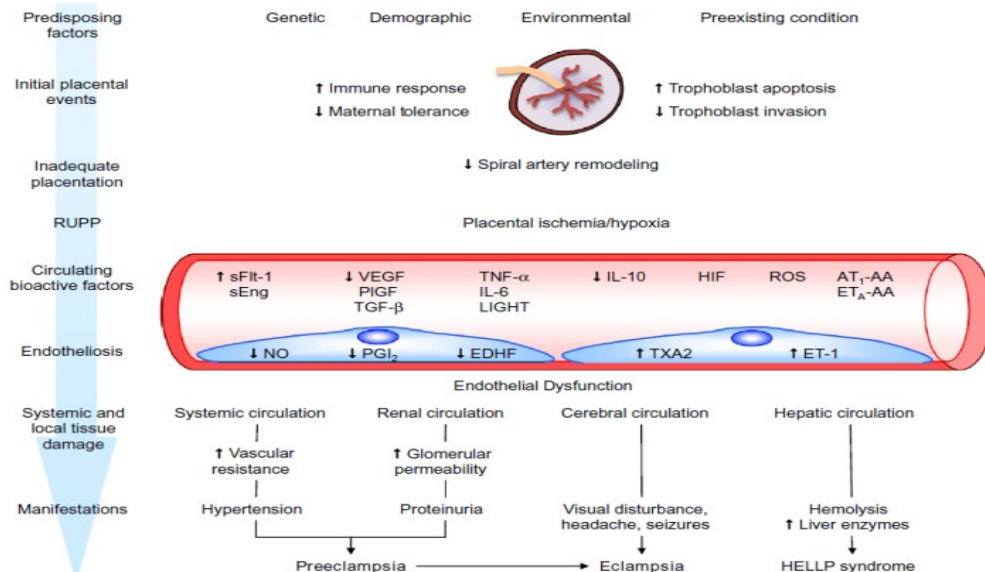 Predisposing factors
Genetic Demographic Environmental Preexisting condition
Initial placental events
↑ Immune response
↓ Maternal tolerance
↑ Trophoblast apoptosis
↓ Trophoblast invasion
Inadequate placentation
↓ Spiral artery remodeling
RUPP
Placental ischemia/hypoxia
Circulating bioactive factors
↑ sFlt-1
sEng
↓ VEGF
PlGF
TGF-β
TNF-α
IL-6
LIGHT
↓ IL-10
HIF
ROS
AT₁-AA
ET_A-AA
Endotheliosis
↓ NO ↓ PGI₂ ↓ EDHF ↑ TXA2 ↑ ET-1
Endothelial Dysfunction
Systemic and local tissue damage
Systemic circulation Renal circulation Cerebral circulation Hepatic circulation
↑ Vascular resistance
↑ Glomerular permeability
Manifestations
Hypertension
Proteinuria
Visual disturbance,
headache, seizures
Hemolysis
↑ Liver enzymes
Preeclampsia Eclampsia HELLP syndrome